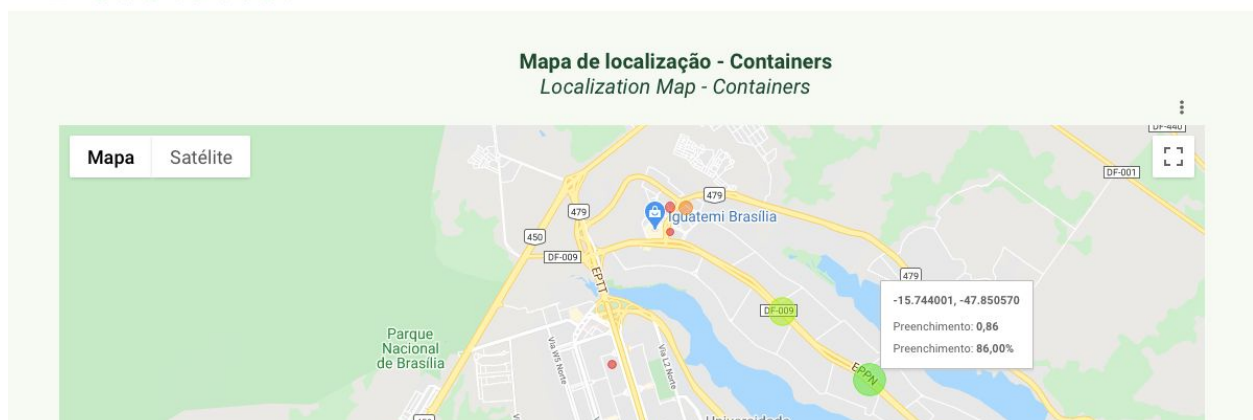 Mapa de localização - Containers
Localization Map - Containers
Mapa
Satélite
DF-440
DF-001
479
479
450
DF-009
Iguatemi Brasília
EPTT
479
-15.744001, -47.850570
Preenchimento: 0,86
Preenchimento: 86,00%
DF-009
EPPN
Parque
Nacional
de Brasília
Via W5 Norte
Via L2 Norte
Universidade